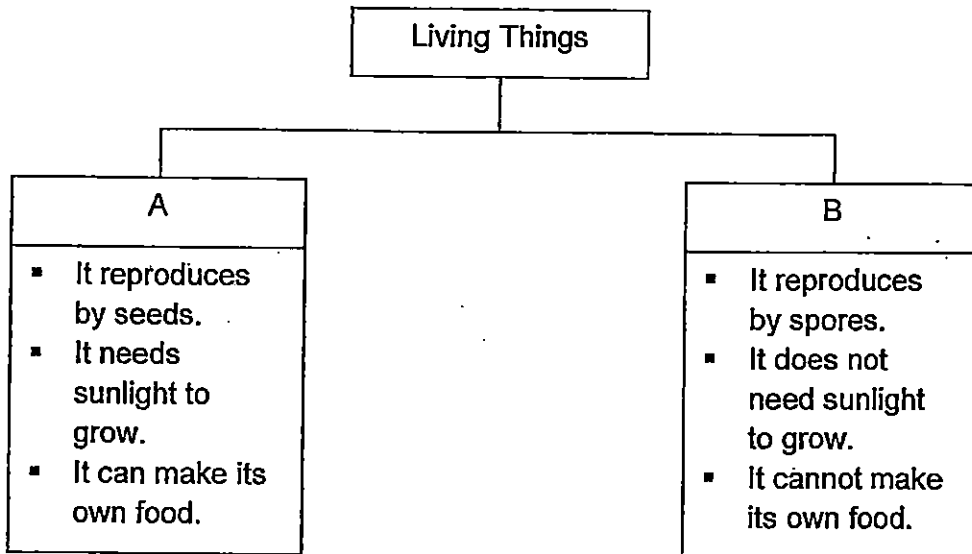 Living Things
A
▪ It reproduces
by seeds.
▪ It needs
sunlight to
grow.
▪ It can make its
own food.
B
▪ It reproduces
by spores.
▪ It does not
need sunlight
to grow.
▪ It cannot make
its own food.